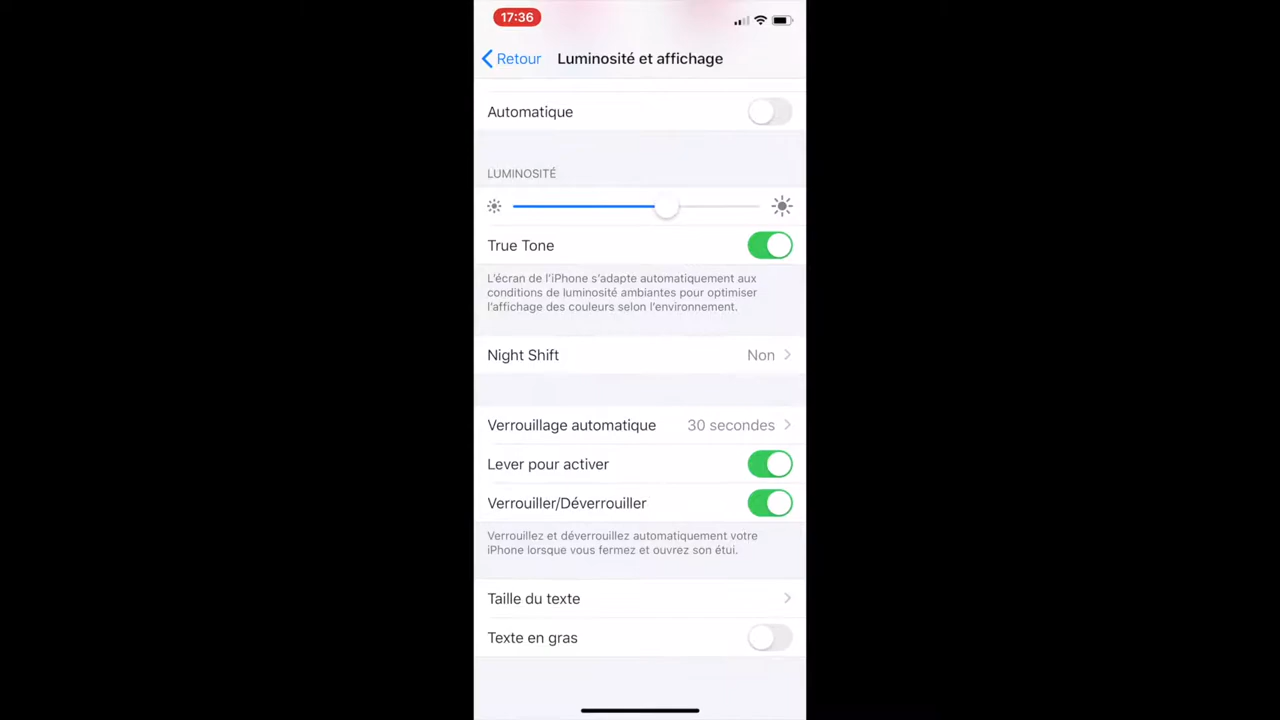 17:36
Retour Luminosité et affichage
Automatique
LUMINOSITÉ
True Tone
L'écran de l'iPhone s'adapte automatiquement aux
conditions de luminosité ambiantes pour optimiser
l'affichage des couleurs selon l'environnement.
Night Shift Non
Verrouillage automatique 30 secondes
Lever pour activer
Verrouiller/Déverrouiller
Verrouillez et déverrouillez automatiquement votre
iPhone lorsque vous fermez et ouvrez son étui.
Taille du texte
Texte en gras